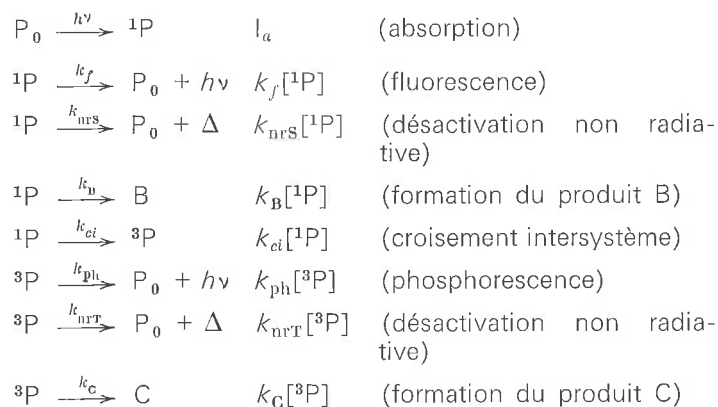 P₀ —hν→ ¹P I_a (absorption)
¹P —k_f→ P₀ + hν k_f[¹P] (fluorescence)
¹P —k_nrS→ P₀ + Δ k_nrS[¹P] (désactivation non radia-
tive)
¹P —k_B→ B k_B[¹P] (formation du produit B)
¹P —k_ci→ ³P k_ci[¹P] (croisement intersystème)
³P —k_ph→ P₀ + hν k_ph[³P] (phosphorescence)
³P —k_nrT→ P₀ + Δ k_nrT[³P] (désactivation non radia-
tive)
³P —k_C→ C k_C[³P] (formation du produit C)